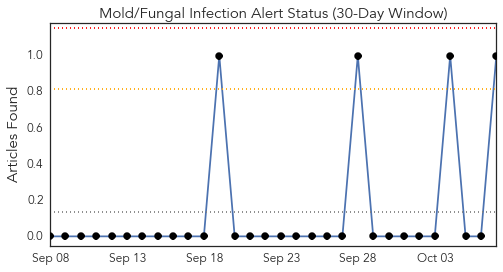 Mold/Fungal Infection Alert Status (30-Day Window)
Articles Found
1.0
0.8
0.6
0.4
0.2
0.0
Sep 08 Sep 13 Sep 18 Sep 23 Sep 28 Oct 03